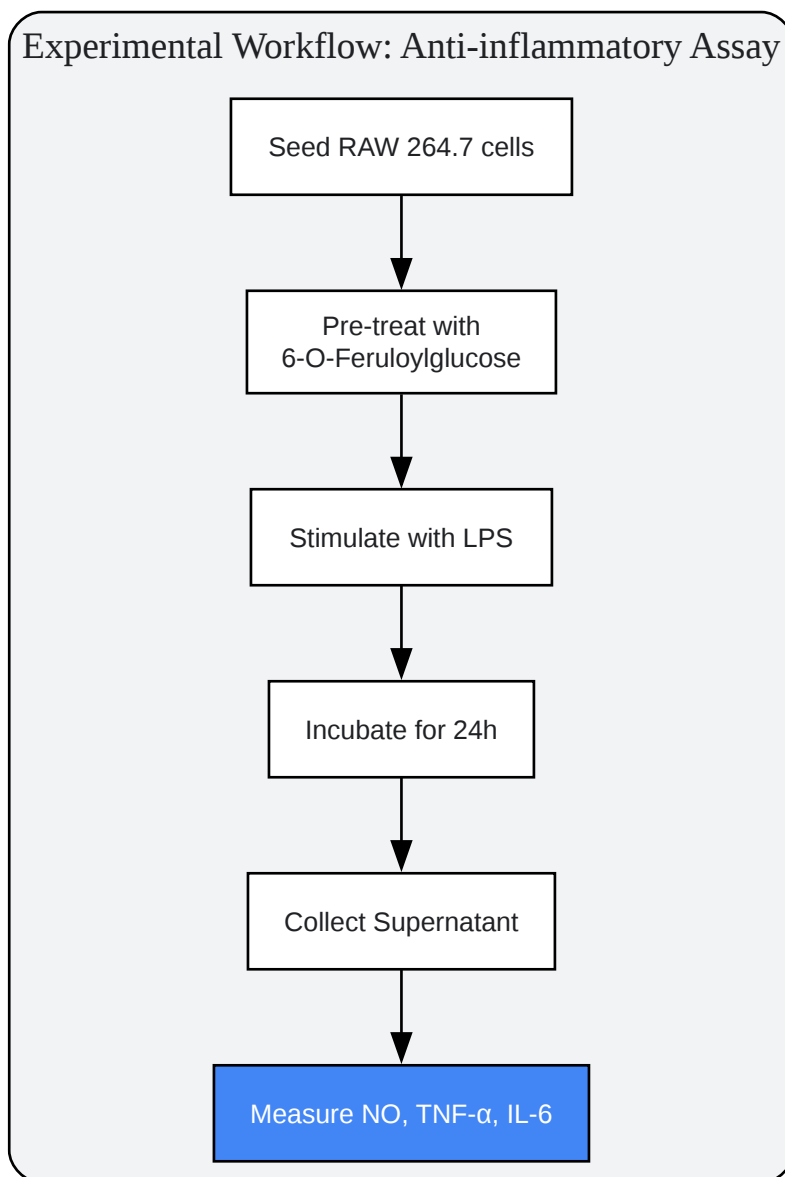 Experimental Workflow: Anti-inflammatory Assay
Seed RAW 264.7 cells
Pre-treat with
6-O-Feruloylglucose
Stimulate with LPS
Incubate for 24h
Collect Supernatant
Measure NO, TNF-α, IL-6